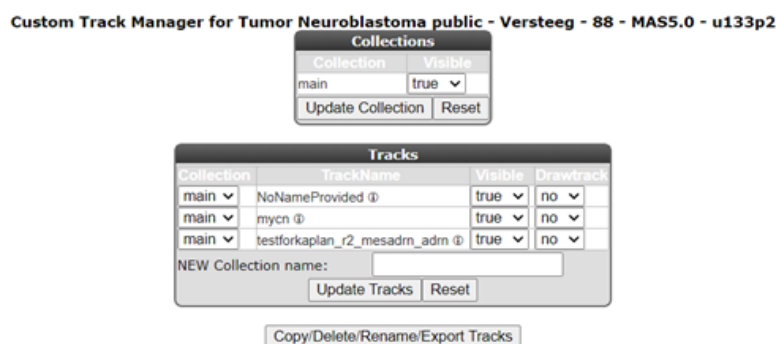 Custom Track Manager for Tumor Neuroblastoma public - Versteeg - 88 - MAS5.0 - u133p2
Collections
Collection Visible
main true
Update Collection Reset
Tracks
Collection TrackName Visible Drawtrack
main NoNameProvided ⓘ true no
main mycn ⓘ true no
main testforkaplan_r2_mesadrn_adrn ⓘ true no
NEW Collection name:
Update Tracks Reset
Copy/Delete/Rename/Export Tracks